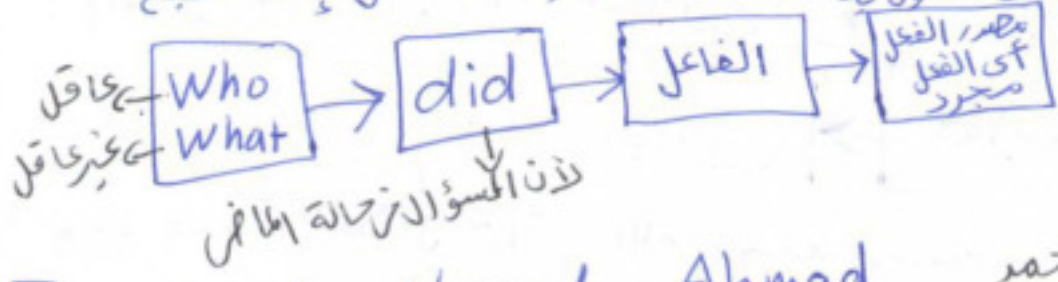 عاقل ← Who → did → الفاعل → مصدر الفعل
غير عاقل ← What
أي الفعل
مجرد
لأن السؤال في حالة الماضي
Ahmed